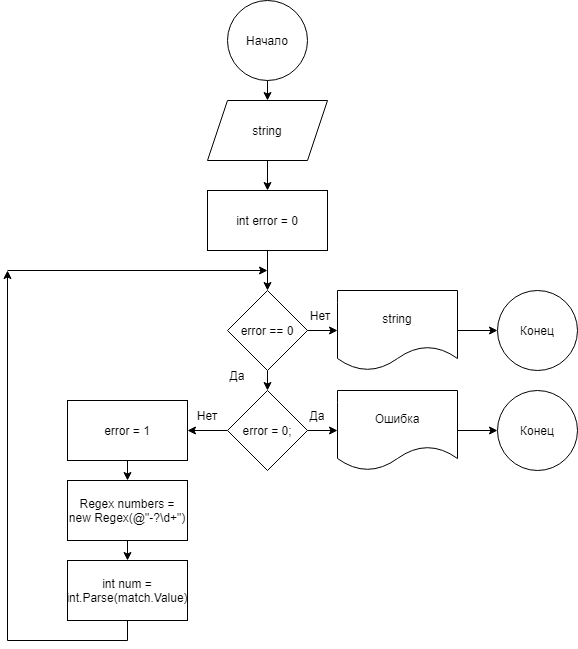 Начало
string
int error = 0
error == 0
Нет
string
Конец
Да
error = 0;
Да
Ошибка
Конец
Нет
error = 1
Regex numbers =
new Regex(@"-?\d+")
int num =
int.Parse(match.Value)